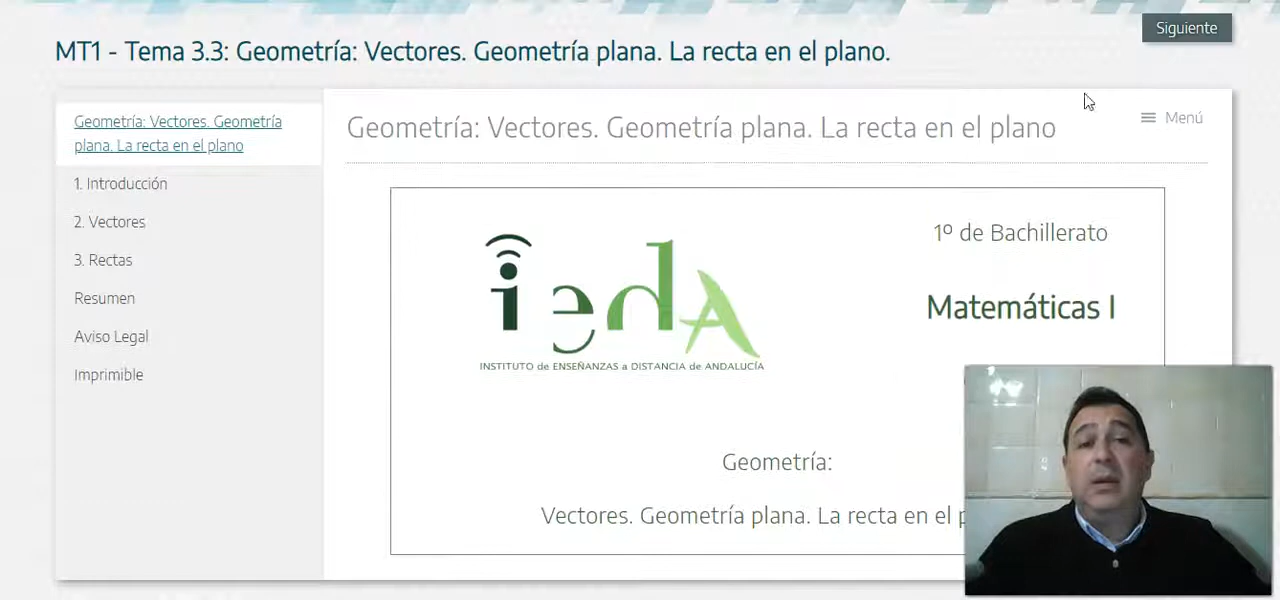 Siguiente
MT1 - Tema 3.3: Geometría: Vectores. Geometría plana. La recta en el plano.
Geometría: Vectores. Geometría
plana. La recta en el plano
1. Introducción
2. Vectores
3. Rectas
Resumen
Aviso Legal
Imprimible
Geometría: Vectores. Geometría plana. La recta en el plano
Menú
ieda
INSTITUTO de ENSEÑANZAS a DISTANCIA de ANDALUCÍA
1º de Bachillerato
Matemáticas I
Geometría:
Vectores. Geometría plana. La recta en el p